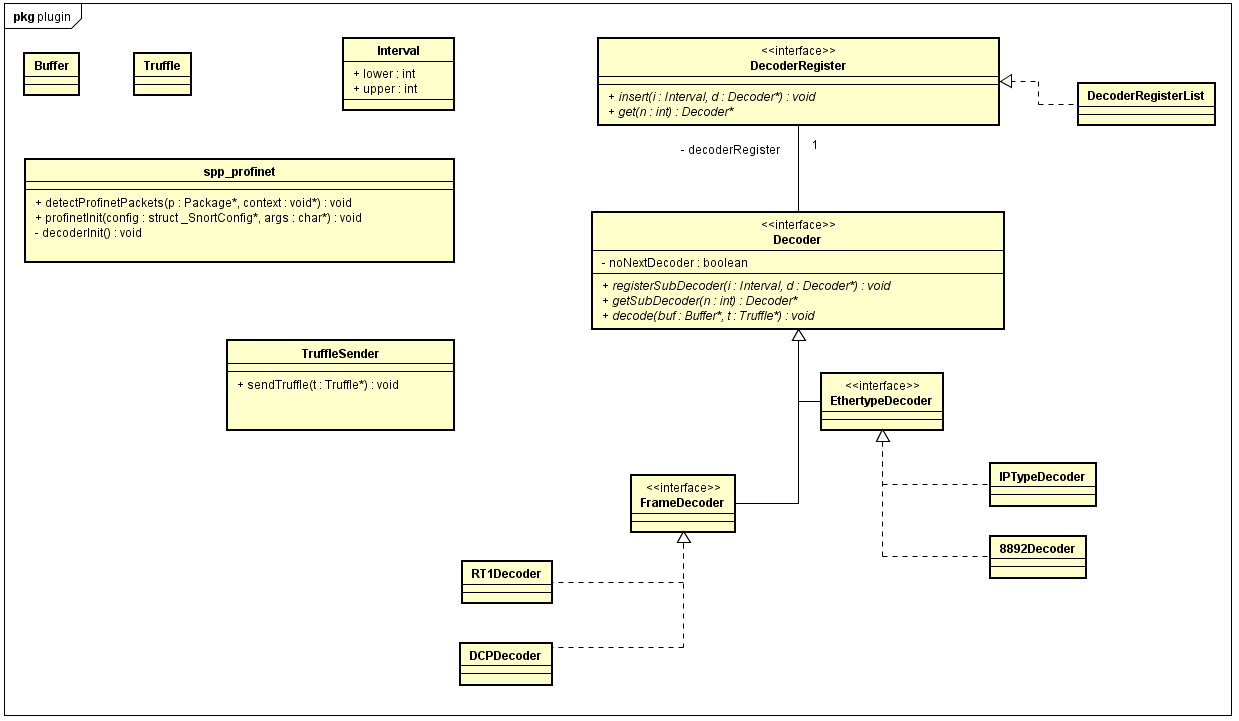 pkg plugin
Buffer
Truffle
Interval
+ lower : int
+ upper : int
<<interface>>
DecoderRegister
+ insert(i : Interval, d : Decoder*) : void
+ get(n : int) : Decoder*
DecoderRegisterList
- decoderRegister
1
spp_profinet
+ detectProfinetPackets(p : Package*, context : void*) : void
+ profinetInit(config : struct _SnortConfig*, args : char*) : void
- decoderInit() : void
<<interface>>
Decoder
- noNextDecoder : boolean
+ registerSubDecoder(i : Interval, d : Decoder*) : void
+ getSubDecoder(n : int) : Decoder*
+ decode(buf : Buffer*, t : Truffle*) : void
TruffleSender
+ sendTruffle(t : Truffle*) : void
<<interface>>
EthertypeDecoder
<<interface>>
FrameDecoder
IPTypeDecoder
8892Decoder
RT1Decoder
DCPDecoder